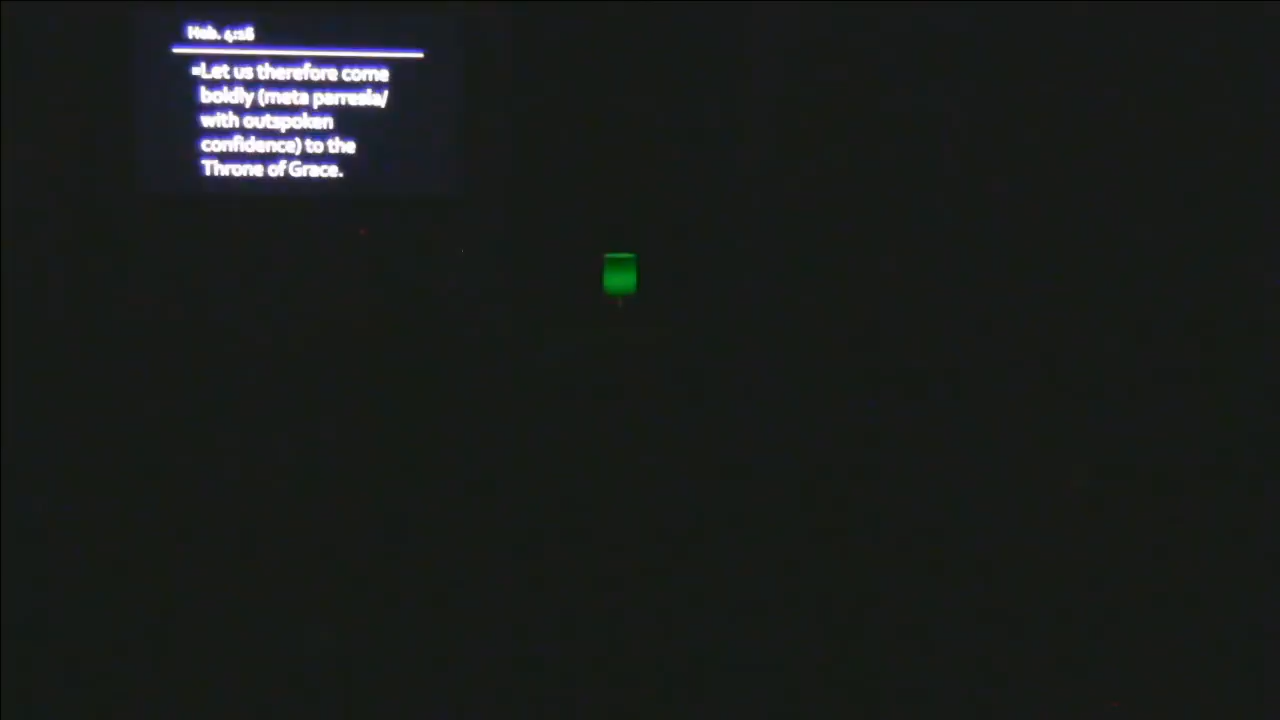 Heb. 4:16
Let us therefore come
boldly (meta parresia/
with outspoken
confidence) to the
Throne of Grace.